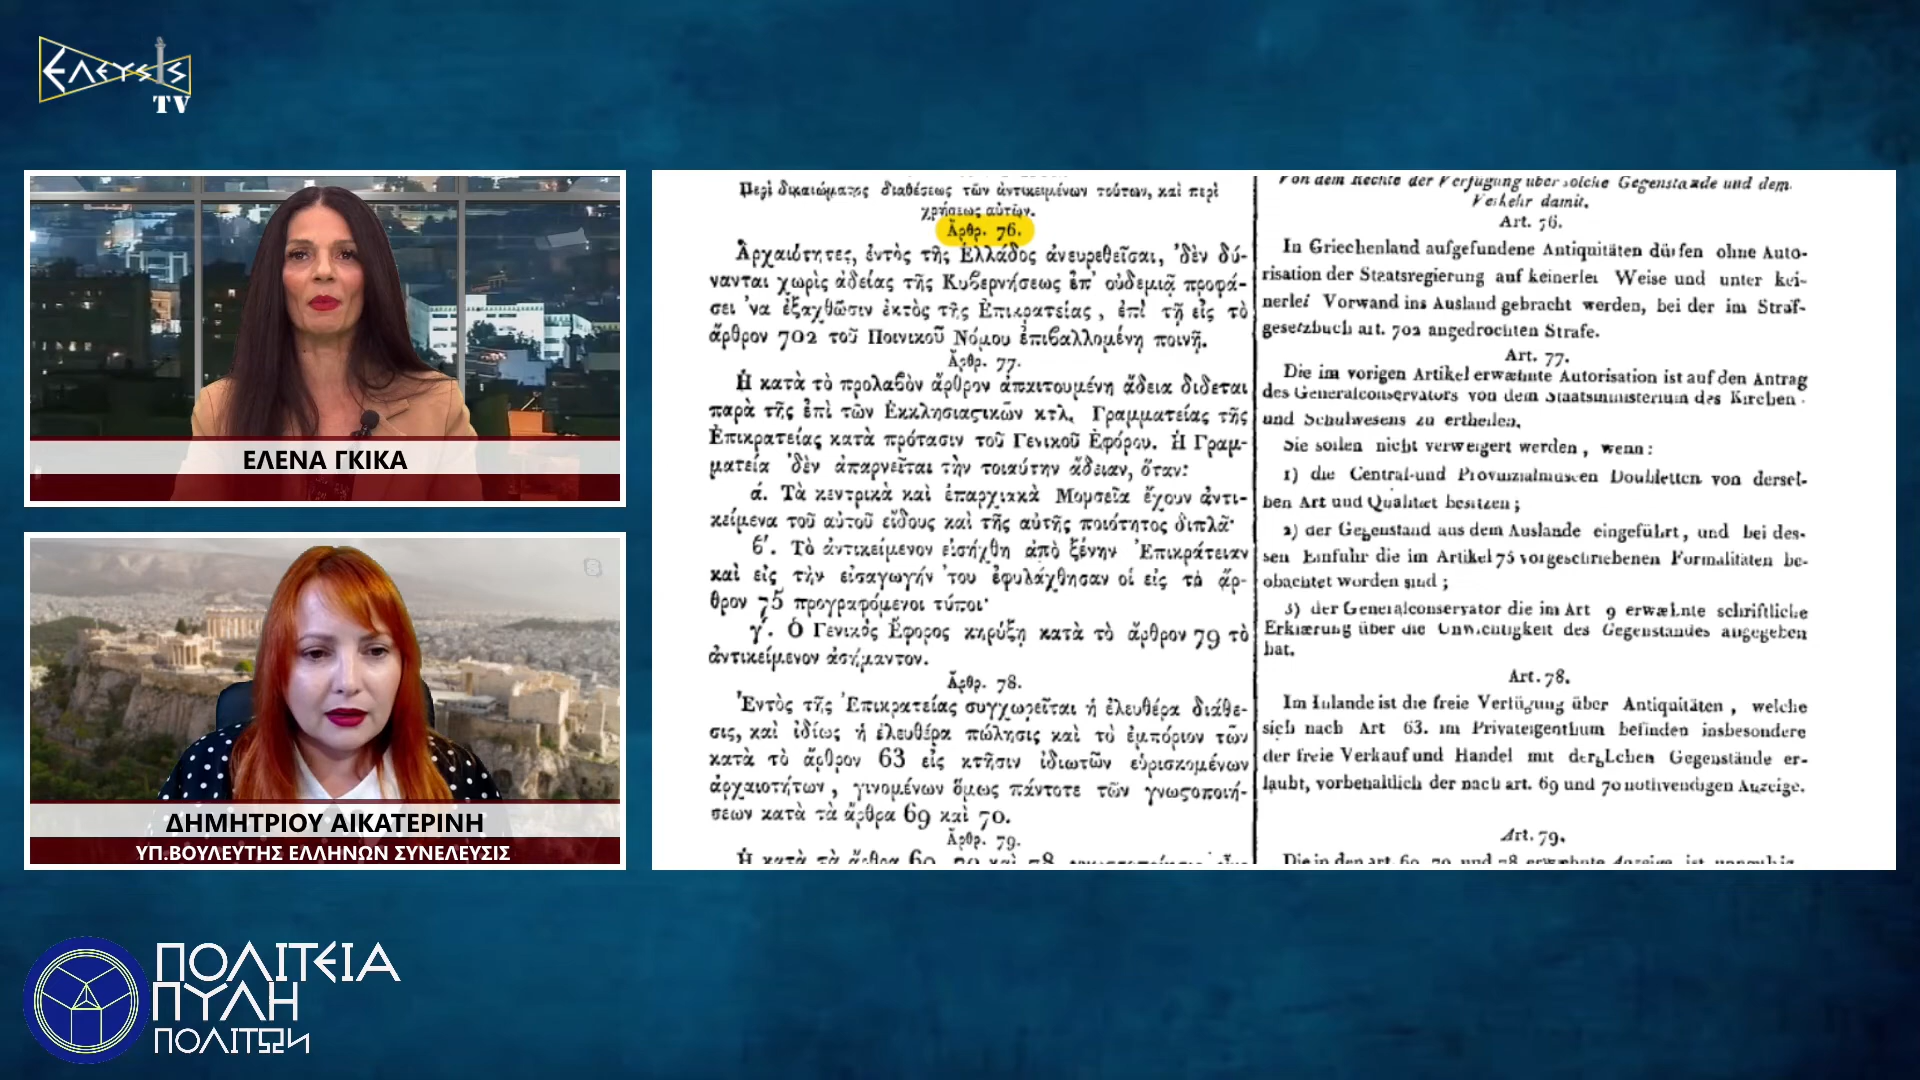 ΕΛΕΥΣΙΣ
TV
ΕΛΕΝΑ ΓΚΙΚΑ
ΔΗΜΗΤΡΙΟΥ ΑΙΚΑΤΕΡΙΝΗ
ΥΠ.ΒΟΥΛΕΥΤΗΣ ΕΛΛΗΝΩΝ ΣΥΝΕΛΕΥΣΙΣ
ΠΟΛΙΤΕΙΑ
ΠΥΛΗ
ΠΟΛΙΤΩΝ
Περὶ δικαιώματος διαθέσεως τῶν ἀντικειμένων τούτων, καὶ περὶ
χρήσεως αὐτῶν.
Ἄρθρ. 76.
Ἀρχαιότητες, ἐντὸς τῆς Ἑλλάδος ἀνευρεθεῖσαι, ʼδὲν δύ-
νανται χωρὶς ἀδείας τῆς Κυβερνήσεως ἐπʼ οὐδεμιᾷ προφά-
σει ʼνα ἐξαχθῶσιν ἐκτὸς τῆς Ἐπικρατείας, ἐπὶ τῇ εἰς τὸ
ἄρθρον 702 τοῦ Ποινικοῦ Νόμου ἐπιβαλλομένῃ ποινῇ.
Ἄρθρ. 77.
Ἡ κατὰ τὸ προλαβὸν ἄρθρον ἀπαιτουμένη ἄδεια δίδεται
παρὰ τῆς ἐπὶ τῶν Ἐκκλησιαϛικῶν κτλ. Γραμματείας τῆς
Ἐπικρατείας κατὰ πρότασιν τοῦ Γενικοῦ Ἐφόρου. Ἡ Γραμ-
ματεία ʼδὲν ἀπαρνεῖται τὴν τοιαύτην ἄδειαν, ὅταν:
ά. Τὰ κεντρικὰ καὶ ἐπαρχιακὰ Μουσεῖα ἔχουν ἀντι-
κείμενα τοῦ αὐτοῦ εἴδους καὶ τῆς αὐτῆς ποιότητος διπλᾶ·
ϐʹ. Τὸ ἀντικείμενον εἰσήχθη ἀπὸ ξένην Ἐπικράτειαν
καὶ εἰς τὴν εἰσαγωγήν ʼτου ἐφυλάχθησαν οἱ εἰς τὸ ἄρ-
θρον 75 προγραφόμενοι τύποι·
γʹ. Ὁ Γενικὸς Ἔφορος κηρύξῃ κατὰ τὸ ἄρθρον 79 τὸ
ἀντικείμενον ἀσήμαντον.
Ἄρθρ. 78.
Ἐντὸς τῆς Ἐπικρατείας συγχωρεῖται ἡ ἐλευθέρα διάθε-
σις, καὶ ἰδίως ἡ ἐλευθέρα πώλησις καὶ τὸ ἐμπόριον τῶν
κατὰ τὸ ἄρθρον 63 εἰς κτῆσιν ἰδιωτῶν εὑρισκομένων
ἀρχαιοτήτων, γινομένων ὅμως πάντοτε τῶν γνωϛοποιή-
σεων κατὰ τὰ ἄρθρα 69 καὶ 70.
Ἄρθρ. 79.
Von dem Rechte der Verfügung über solche Gegenstande und dem
Verkehr damit.
Art. 76.
In Griechenland aufgefundene Antiquitäten dürfen ohne Auto-
risation der Staatsregierung auf keinerlei Weise und unter kei-
nerlei Vorwand ins Ausland gebracht werden, bei der im Straf-
gesetzbuch art. 702 angedrochten Strafe.
Art. 77.
Die im vorigen Artikel erwæhnte Autorisation ist auf den Antrag
des Generalconservators von dem Staatsministerium des Kirchen
und Schulwesens zu ertheilen.
Sie sollen nicht verweigert werden, wenn:
1) die Central-und Provinzialmuseen Doubletten von dersel-
ben Art und Qualitæt besitzen;
2) der Gegenstand aus dem Auslande eingeführt, und bei des-
sen Einfuhr die im Artikel 75 vorgeschriebenen Formalitäten be-
obachtet worden sind;
3) der Generalconservator die im Art 9 erwæhnte schriftliche
Erkiærung über die Unwichtigkeit des Gegenstandes abgegeben
hat.
Art. 78.
Im Inlande ist die freie Verfügung über Antiquitäten, welche
sich nach Art 63. im Privateigenthum befinden insbesondere
der freie Verkauf und Handel mit Gegenstände er-
laubt, vorbehaltlich der nach art. 69 und 70 nothwendigen Anzeige.
Art. 79.